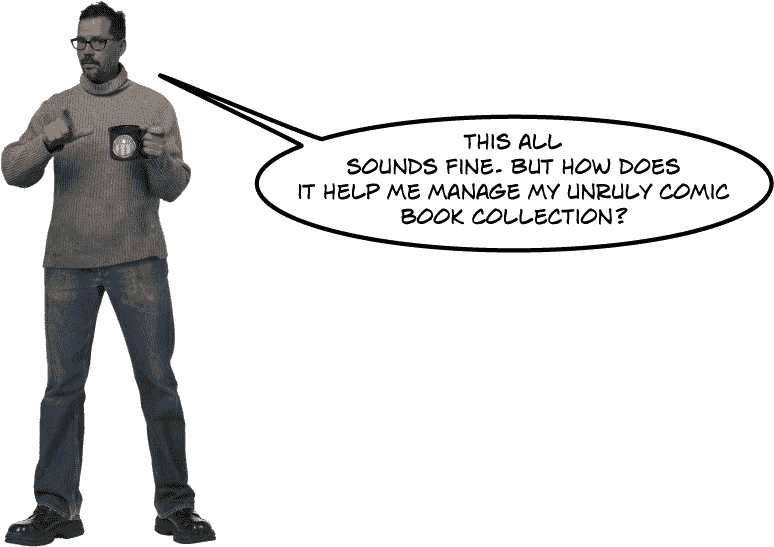 THIS ALL
SOUNDS FINE. BUT HOW DOES
IT HELP ME MANAGE MY UNRULY COMIC
BOOK COLLECTION?